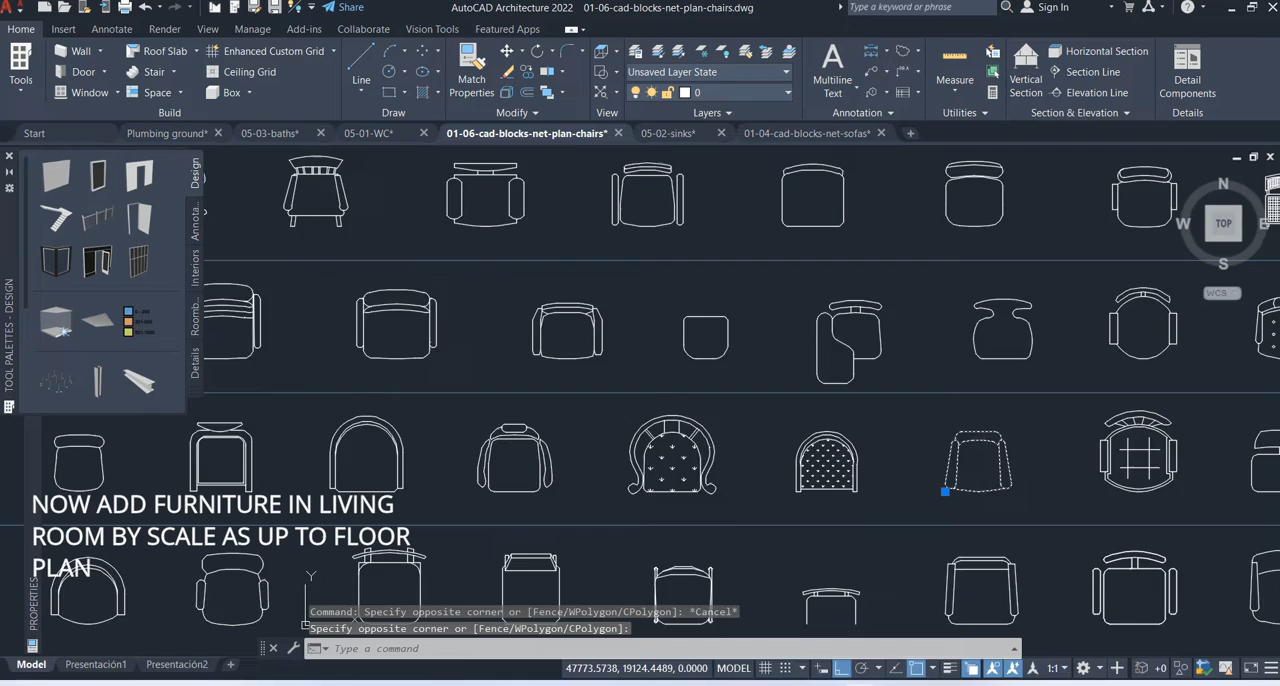 Share
AutoCAD Architecture 2022
01-06-cad-blocks-net-plan-chairs.dwg
Type a keyword or phrase
Sign In
Home
Insert
Annotate
Render
View
Manage
Add-ins
Collaborate
Vision Tools
Featured Apps
Tools
Wall
Roof Slab
Enhanced Custom Grid
Door
Stair
Ceiling Grid
Window
Space
Box
Build
Line
Draw
Match
Properties
Modify
Unsaved Layer State
0
Layers
Multiline
Text
Annotation
Measure
Utilities
Vertical
Section
Horizontal Section
Section Line
Elevation Line
Section & Elevation
Detail
Components
Details
Start
Plumbing ground*
05-03-baths*
05-01-WC*
01-06-cad-blocks-net-plan-chairs*
05-02-sinks*
01-04-cad-blocks-net-sofas*
Design
Annota...
Interiors
Roomb...
Details
TOOL PALETTES - DESIGN
N
W
TOP
E
S
WCS
NOW ADD FURNITURE IN LIVING
ROOM BY SCALE AS UP TO FLOOR
PLAN
PROPERTIES
Y
Command: Specify opposite corner or [Fence/WPolygon/CPolygon]: *Cancel*
Specify opposite corner or [Fence/WPolygon/CPolygon]:
Type a command
Model
Presentación1
Presentación2
47773.5738, 19124.4489, 0.0000
MODEL
1:1
+0